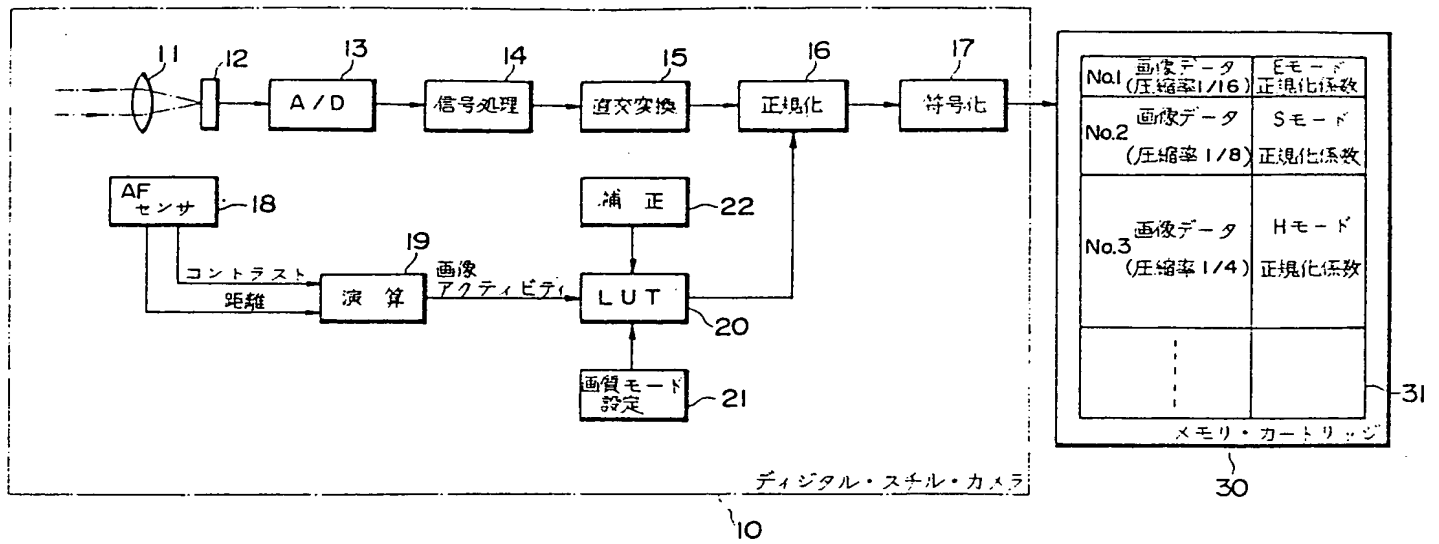 11
12
13
A/D
14
信号処理
15
直交変換
16
正規化
17
符号化
AF
センサ
18
コントラスト
距離
19
演算
画像
アクティビティ
補正
22
LUT
20
画質モード
設定
21
ディジタル・スチル・カメラ
10
No.1 画像データ
(圧縮率1/16)
Eモード
正規化係数
No.2 画像データ
(圧縮率1/8)
Sモード
正規化係数
No.3 画像データ
(圧縮率1/4)
Hモード
正規化係数
31
メモリ・カートリッジ
30